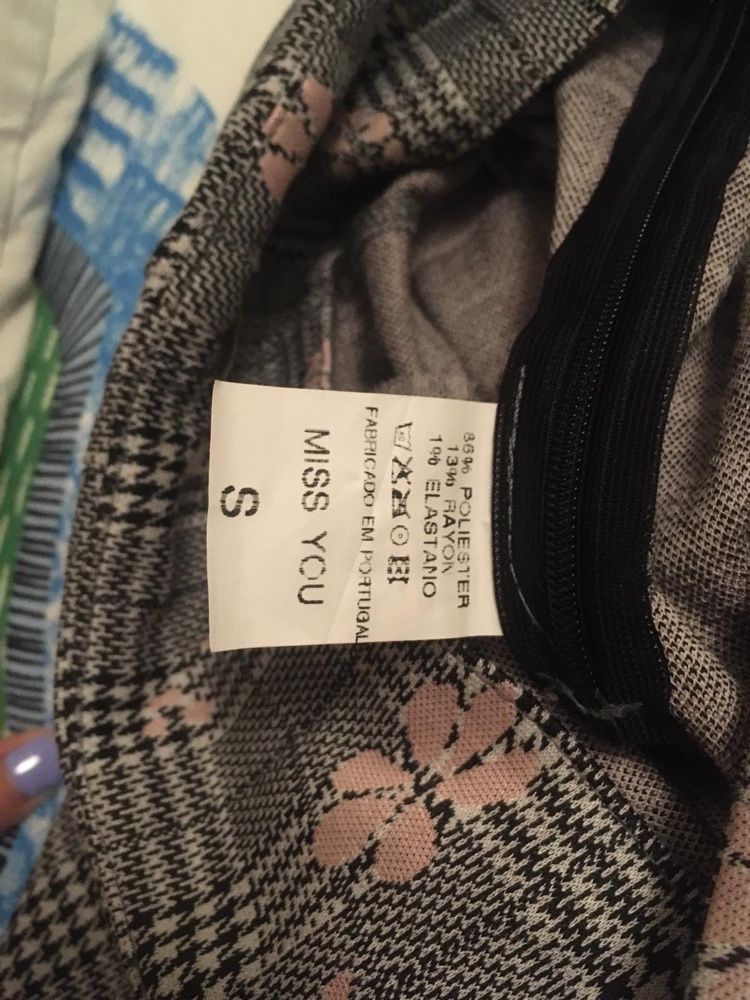 86% POLIESTER
13% RAYON
1% ELASTANO
FABRICADO EM PORTUGAL
MISS YOU
S